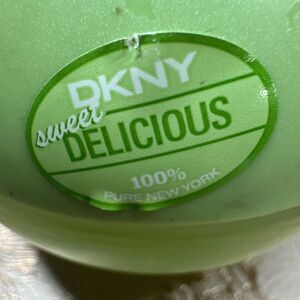 DKNY
sweet
DELICIOUS
100%
PURE NEW YORK